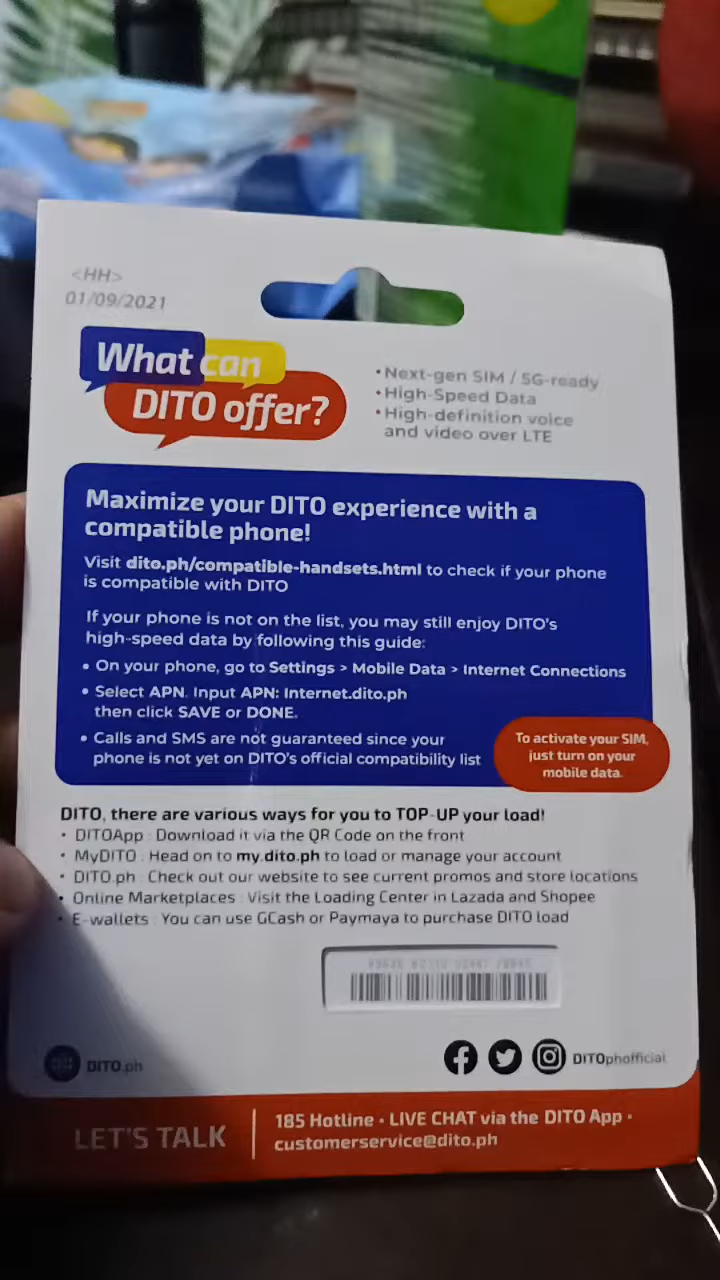 <HH>
01/09/2021
What can
DITO offer?
• Next-gen SIM / 5G-ready
• High-Speed Data
• High-definition voice
and video over LTE
Maximize your DITO experience with a
compatible phone!
Visit dito.ph/compatible-handsets.html to check if your phone
is compatible with DITO
If your phone is not on the list, you may still enjoy DITO's
high-speed data by following this guide:
• On your phone, go to Settings > Mobile Data > Internet Connections
• Select APN. Input APN: Internet.dito.ph
then click SAVE or DONE.
• Calls and SMS are not guaranteed since your
phone is not yet on DITO's official compatibility list
To activate your SIM,
just turn on your
mobile data.
DITO, there are various ways for you to TOP-UP your load!
• DITOApp : Download it via the QR Code on the front
• MyDITO : Head on to my.dito.ph to load or manage your account
• DITO.ph : Check out our website to see current promos and store locations
• Online Marketplaces : Visit the Loading Center in Lazada and Shopee
• E-wallets : You can use GCash or Paymaya to purchase DITO load
DITO.ph
DITOphofficial
LET'S TALK
185 Hotline • LIVE CHAT via the DITO App •
customerservice@dito.ph